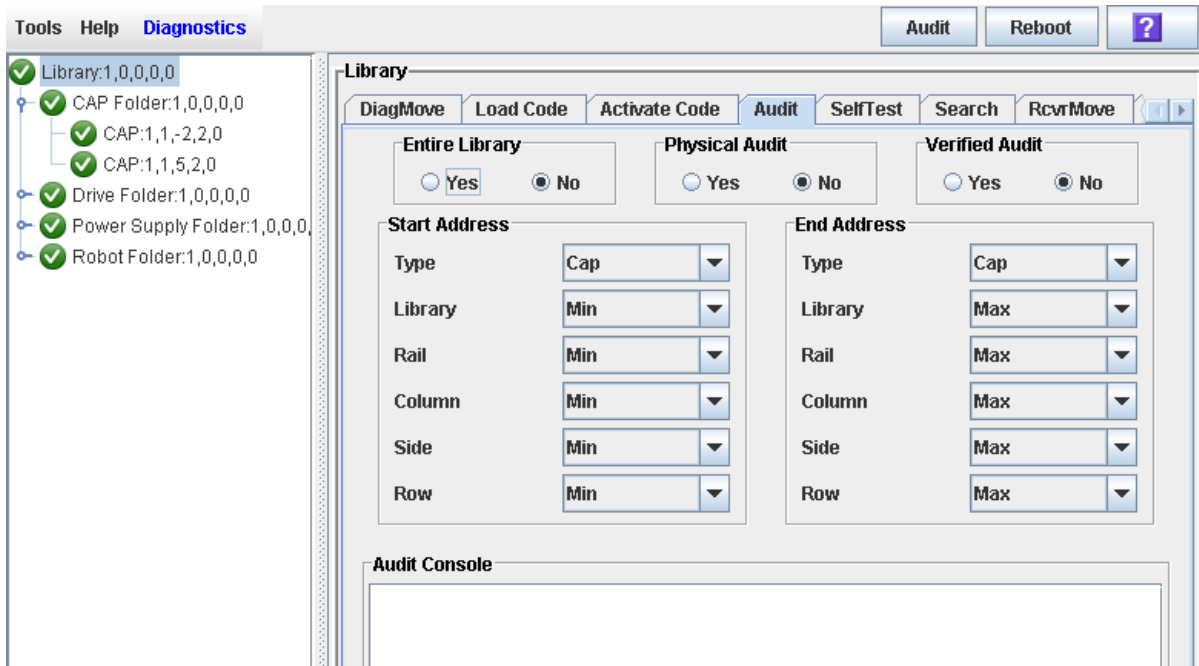 Tools Help Diagnostics
Audit Reboot ?
Library:1,0,0,0,0
CAP Folder:1,0,0,0,0
CAP:1,1,-2,2,0
CAP:1,1,5,2,0
Drive Folder:1,0,0,0,0
Power Supply Folder:1,0,0,0,
Robot Folder:1,0,0,0,0
Library
DiagMove Load Code Activate Code Audit SelfTest Search RcvrMove
Entire Library Physical Audit Verified Audit
Yes No Yes No Yes No
Start Address
Type Cap
Library Min
Rail Min
Column Min
Side Min
Row Min
End Address
Type Cap
Library Max
Rail Max
Column Max
Side Max
Row Max
Audit Console